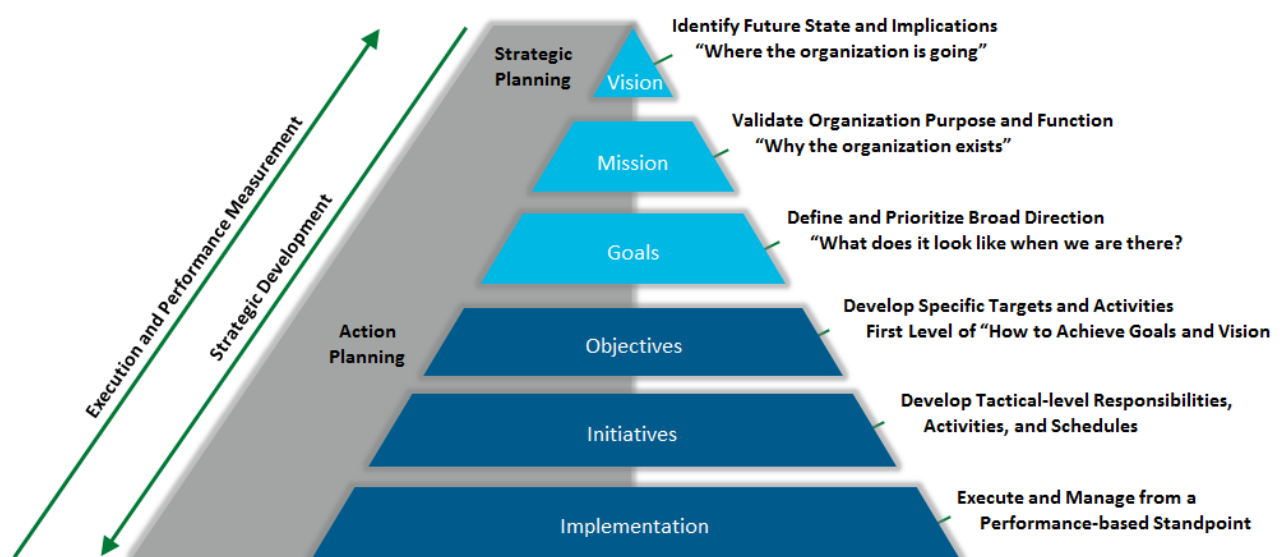 Execution and Performance Measurement
Strategic Development
Strategic
Planning
Action
Planning
Vision
Identify Future State and Implications
“Where the organization is going”
Mission
Validate Organization Purpose and Function
“Why the organization exists”
Goals
Define and Prioritize Broad Direction
“What does it look like when we are there?
Objectives
Develop Specific Targets and Activities
First Level of “How to Achieve Goals and Vision
Initiatives
Develop Tactical-level Responsibilities,
Activities, and Schedules
Implementation
Execute and Manage from a
Performance-based Standpoint